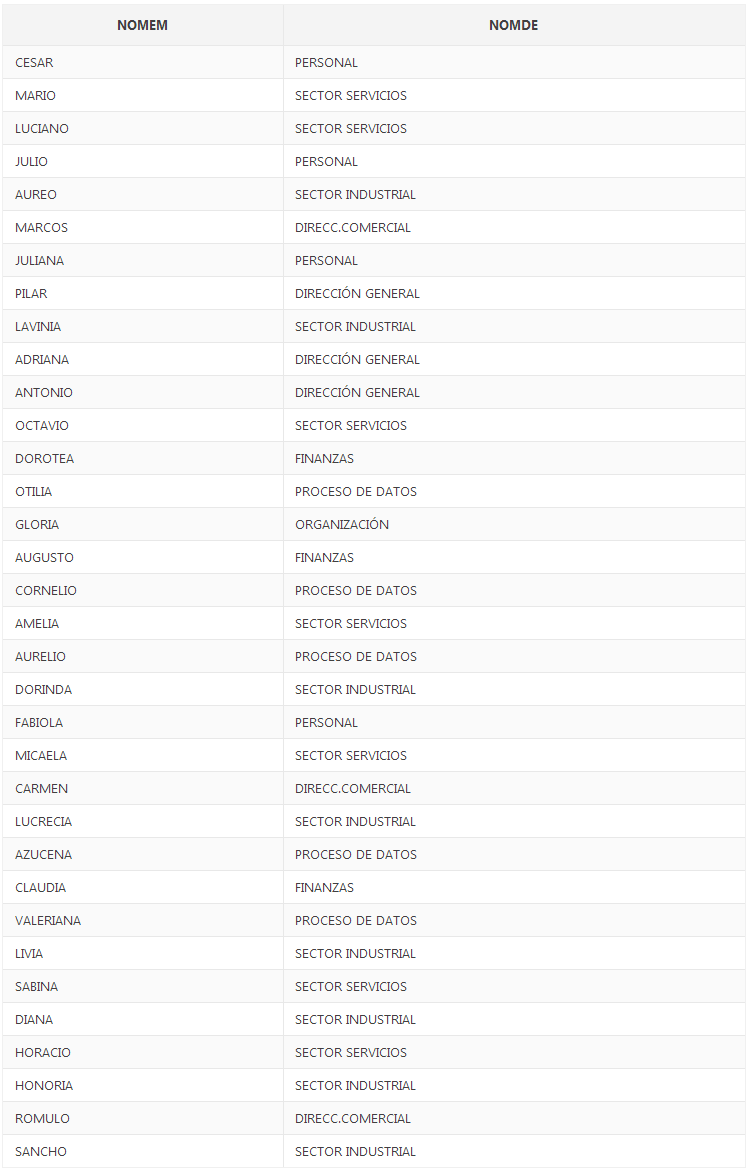 NOMEM NOMDE
CESAR PERSONAL
MARIO SECTOR SERVICIOS
LUCIANO SECTOR SERVICIOS
JULIO PERSONAL
AUREO SECTOR INDUSTRIAL
MARCOS DIRECC.COMERCIAL
JULIANA PERSONAL
PILAR DIRECCIÓN GENERAL
LAVINIA SECTOR INDUSTRIAL
ADRIANA DIRECCIÓN GENERAL
ANTONIO DIRECCIÓN GENERAL
OCTAVIO SECTOR SERVICIOS
DOROTEA FINANZAS
OTILIA PROCESO DE DATOS
GLORIA ORGANIZACIÓN
AUGUSTO FINANZAS
CORNELIO PROCESO DE DATOS
AMELIA SECTOR SERVICIOS
AURELIO PROCESO DE DATOS
DORINDA SECTOR INDUSTRIAL
FABIOLA PERSONAL
MICAELA SECTOR SERVICIOS
CARMEN DIRECC.COMERCIAL
LUCRECIA SECTOR INDUSTRIAL
AZUCENA PROCESO DE DATOS
CLAUDIA FINANZAS
VALERIANA PROCESO DE DATOS
LIVIA SECTOR INDUSTRIAL
SABINA SECTOR SERVICIOS
DIANA SECTOR INDUSTRIAL
HORACIO SECTOR SERVICIOS
HONORIA SECTOR INDUSTRIAL
ROMULO DIRECC.COMERCIAL
SANCHO SECTOR INDUSTRIAL